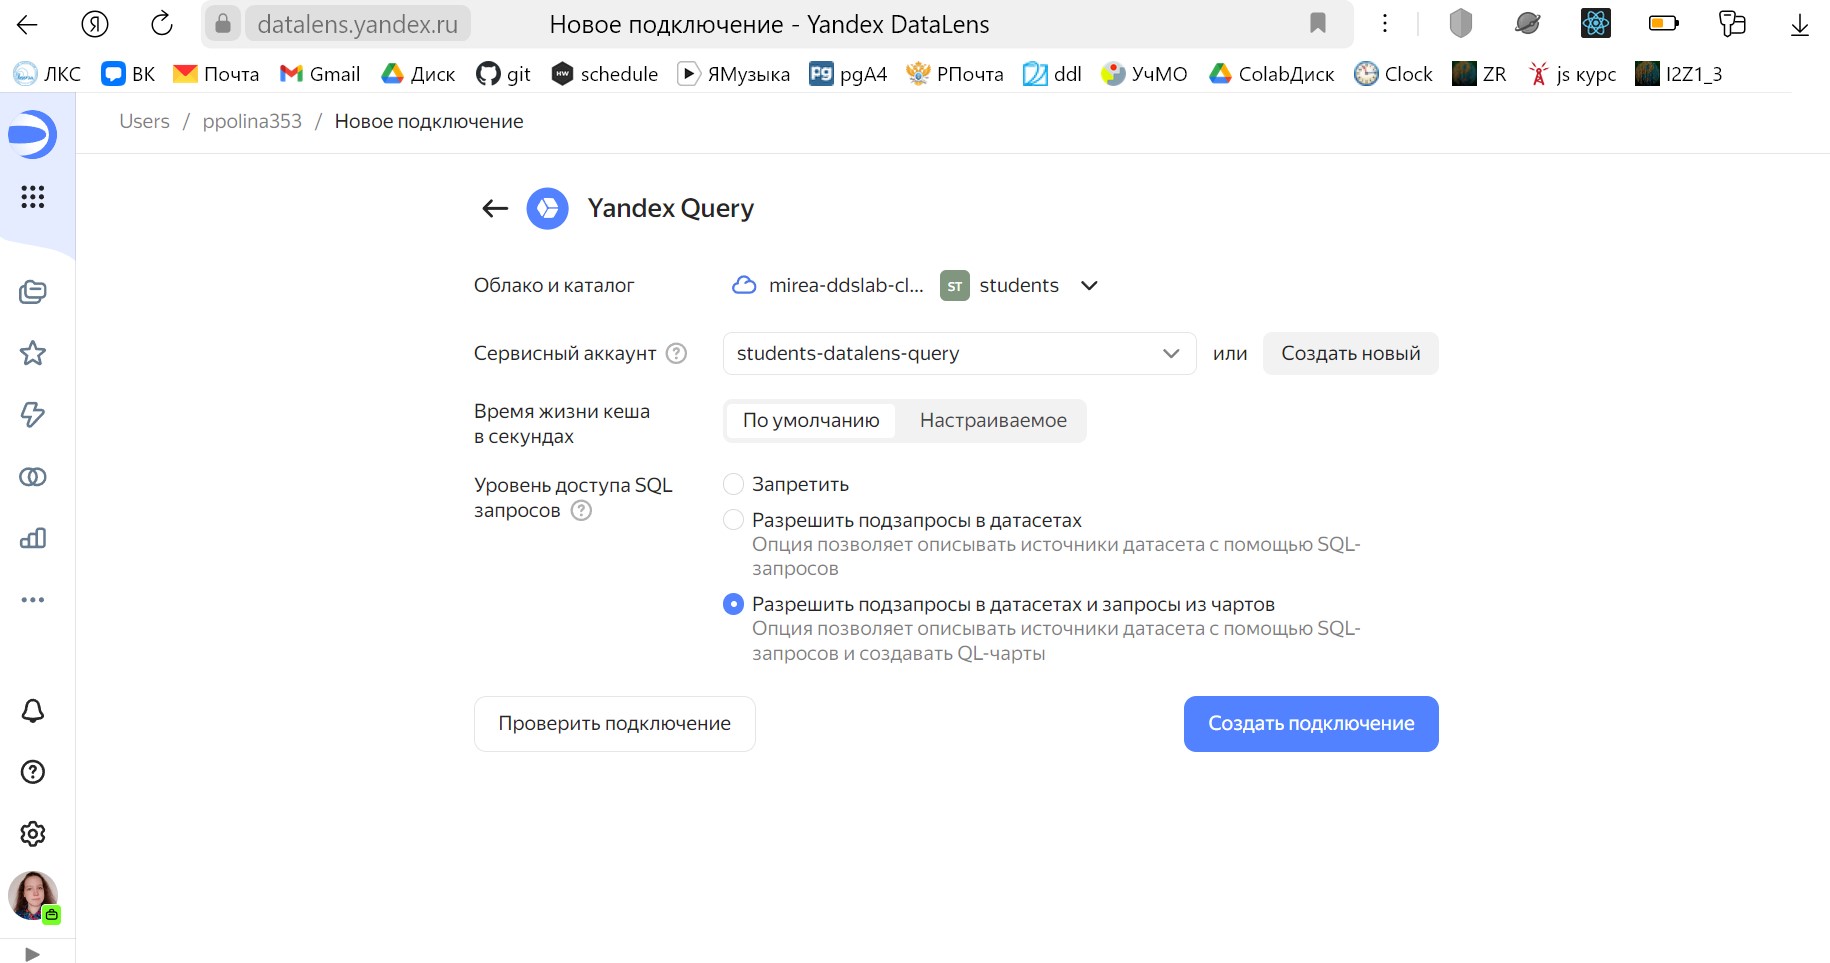 Я datalens.yandex.ru Новое подключение - Yandex DataLens
ЛКС ВК Почта Gmail Диск git HW schedule ЯМузыка pg pgA4 РПочта ddl УчМО ColabДиск Clock ZR js курс I2Z1_3
Users / ppolina353 / Новое подключение
Yandex Query
Облако и каталог mirea-ddslab-cl... ST students
Сервисный аккаунт ? students-datalens-query или Создать новый
Время жизни кеша
в секундах
По умолчанию Настраиваемое
Уровень доступа SQL
запросов ?
Запретить
Разрешить подзапросы в датасетах
Опция позволяет описывать источники датасета с помощью SQL-
запросов
Разрешить подзапросы в датасетах и запросы из чартов
Опция позволяет описывать источники датасета с помощью SQL-
запросов и создавать QL-чарты
Проверить подключение Создать подключение